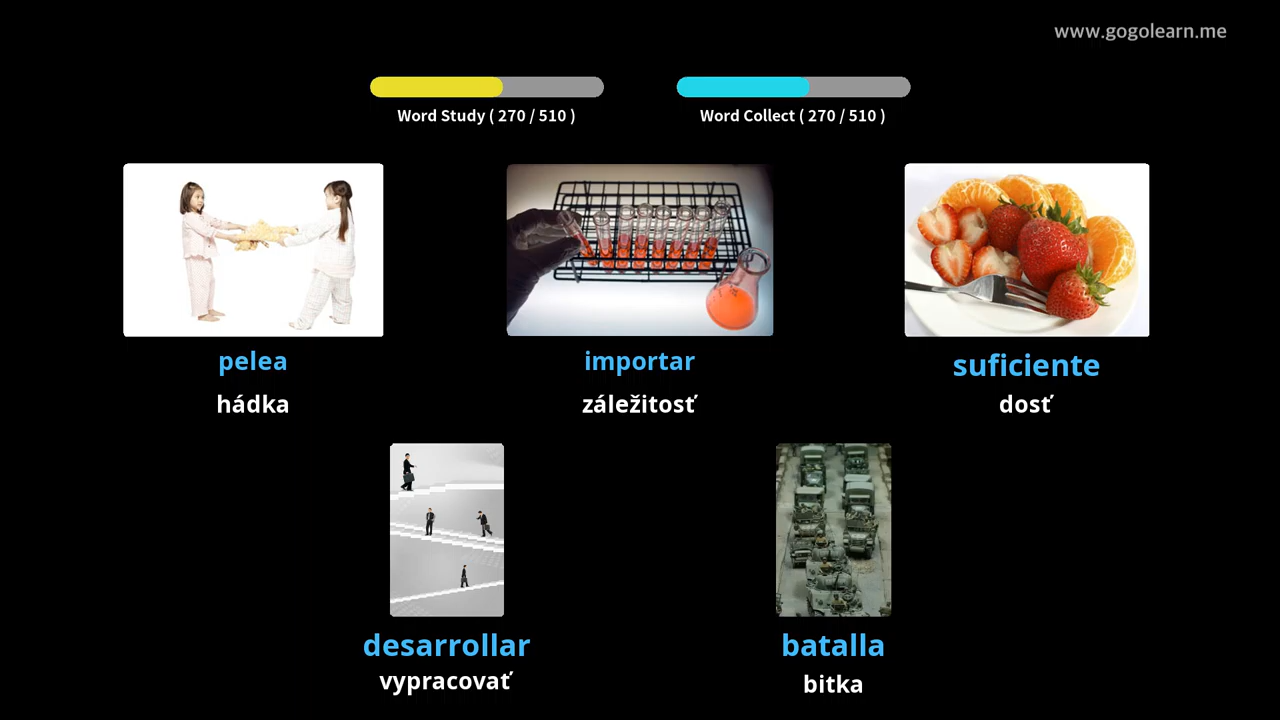 www.gogolearn.me
Word Study ( 270 / 510 )
Word Collect ( 270 / 510 )
pelea
importar
suficiente
hádka
záležitosť
dosť
desarrollar
batalla
vypracovať
bitka